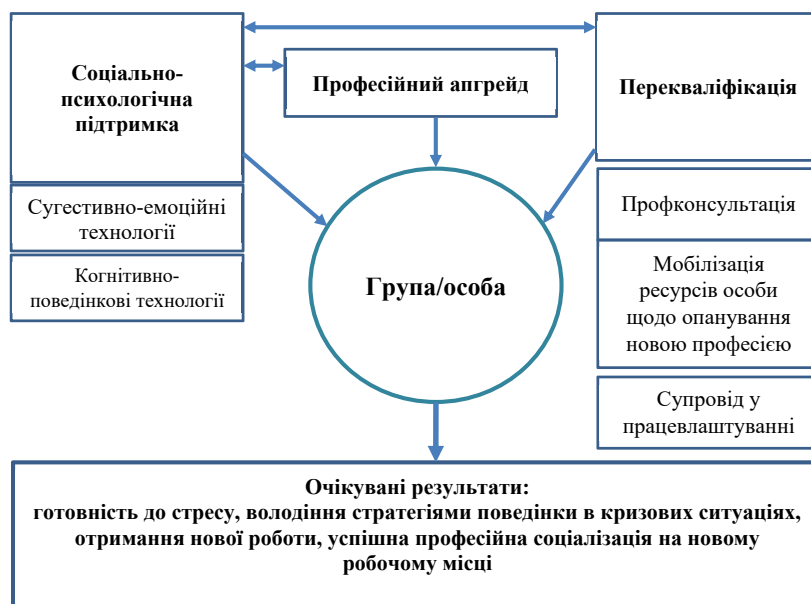 Соціально-
психологічна
підтримка
Професійний апгрейд
Перекваліфікація
Сугестивно-емоційні
технології
Когнітивно-
поведінкові технології
Група/особа
Профконсультація
Мобілізація
ресурсів особи
щодо опанування
новою професією
Супровід у
працевлаштуванні
Очікувані результати:
готовність до стресу, володіння стратегіями поведінки в кризових ситуаціях,
отримання нової роботи, успішна професійна соціалізація на новому
робочому місці